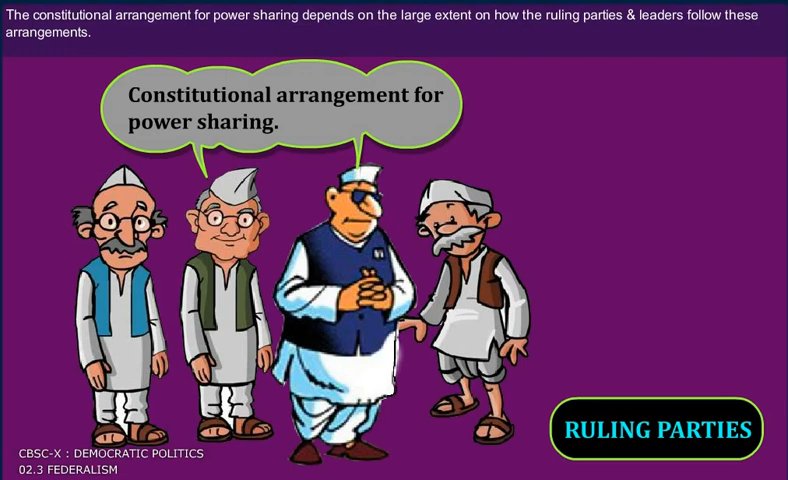 The constitutional arrangement for power sharing depends on the large extent on how the ruling parties & leaders follow these
arrangements.
Constitutional arrangement for
power sharing.
RULING PARTIES
CBSC-X : DEMOCRATIC POLITICS
02.3 FEDERALISM